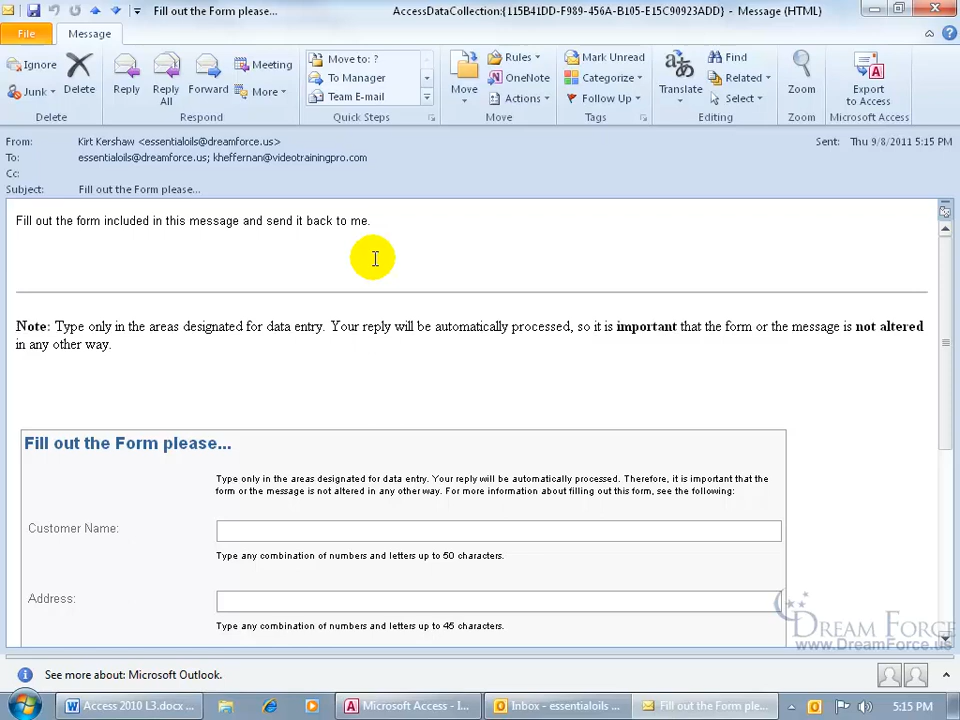 Fill out the Form please...
AccessDataCollection:{115B41DD-F989-456A-B105-E15C90923ADD} - Message (HTML)
File
Message
Ignore
Junk
Delete
Reply
Reply All
Forward
Meeting
More
Move to: ?
To Manager
Team E-mail
Move
Rules
OneNote
Actions
Mark Unread
Categorize
Follow Up
Translate
Find
Related
Select
Zoom
Export to Access
Delete
Respond
Quick Steps
Move
Tags
Editing
Zoom
Microsoft Access
From: Kirt Kershaw <essentialoils@dreamforce.us>
Sent: Thu 9/8/2011 5:15 PM
To: essentialoils@dreamforce.us; kheffernan@videotrainingpro.com
Cc:
Subject: Fill out the Form please...
Fill out the form included in this message and send it back to me.
Note: Type only in the areas designated for data entry. Your reply will be automatically processed, so it is important that the form or the message is not altered
in any other way.
Fill out the Form please...
Type only in the areas designated for data entry. Your reply will be automatically processed. Therefore, it is important that the
form or the message is not altered in any other way. For more information about filling out this form, see the following:
Customer Name:
Type any combination of numbers and letters up to 50 characters.
Address:
Type any combination of numbers and letters up to 45 characters.
DREAM FORCE
www.DreamForce.us
See more about: Microsoft Outlook.
Access 2010 L3.docx ...
Microsoft Access - I...
Inbox - essentialoils ...
Fill out the Form ple...
5:15 PM